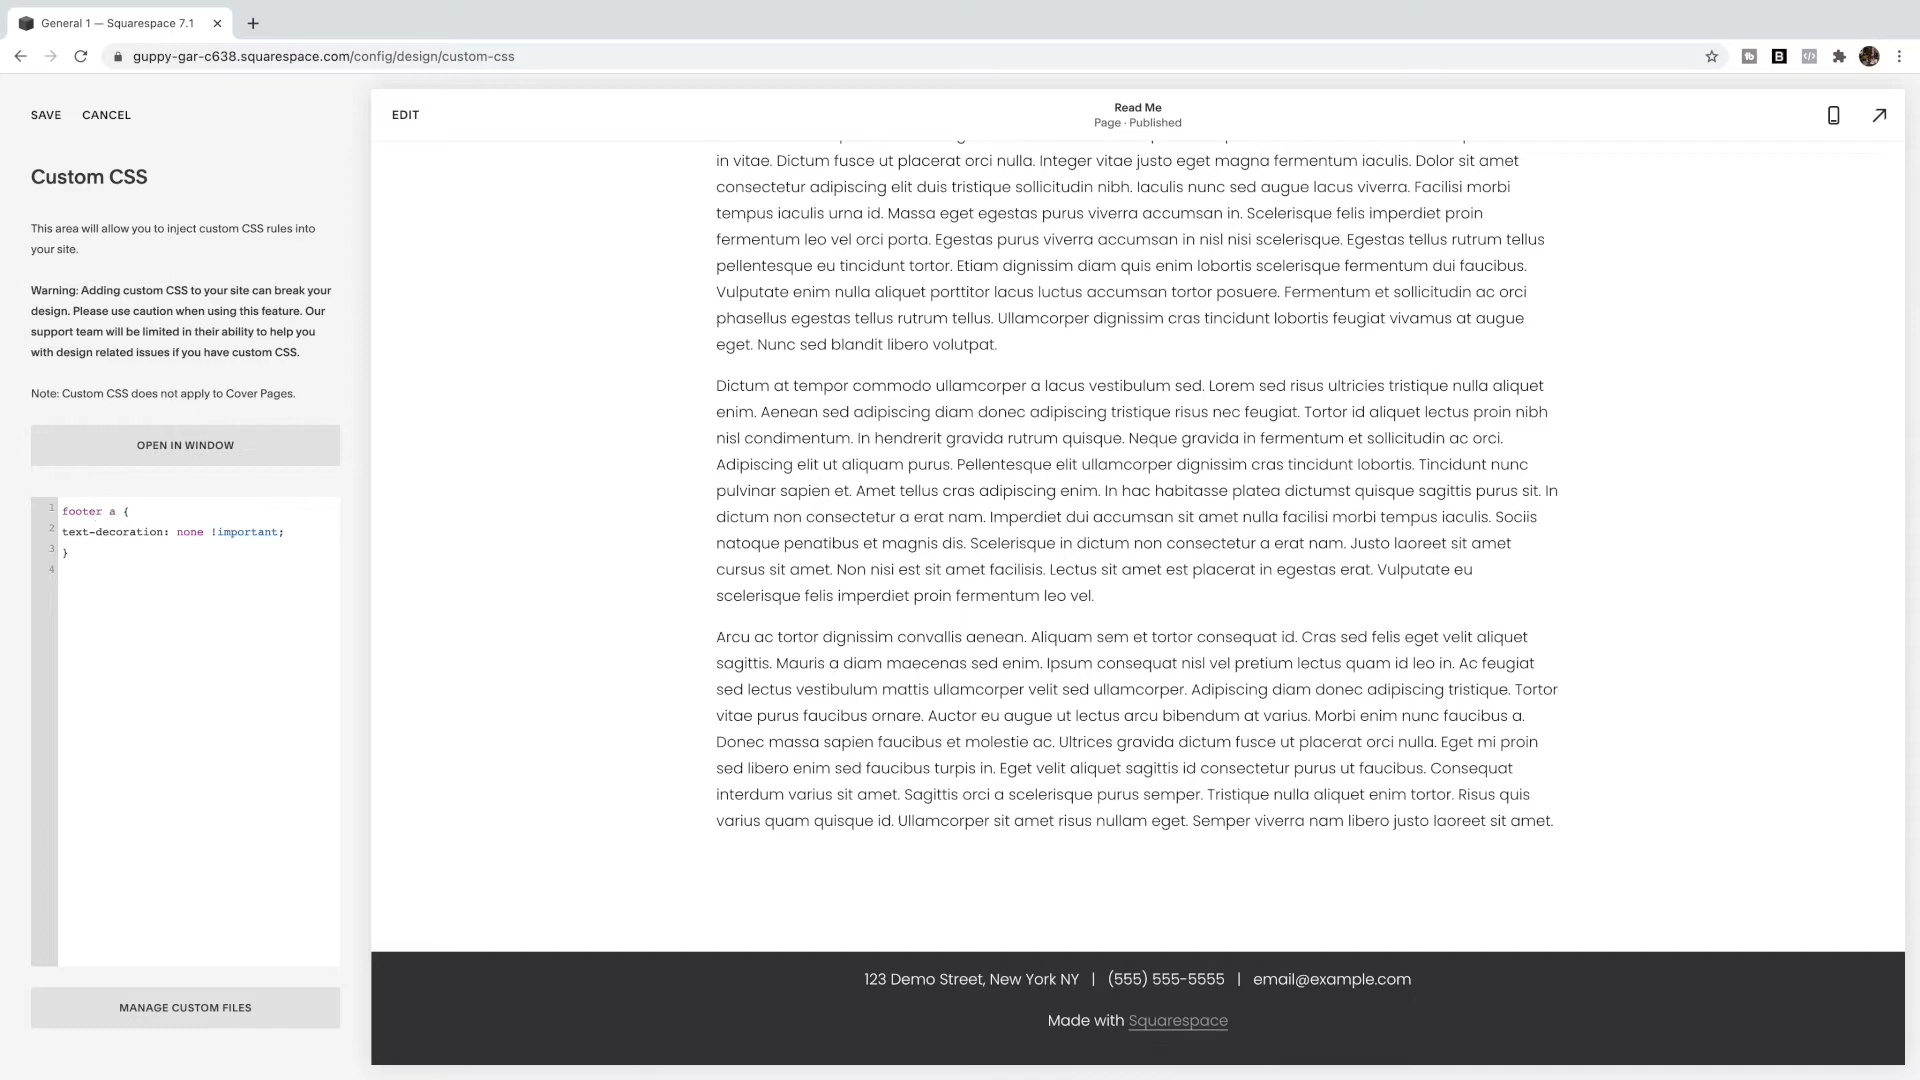 General 1 — Squarespace 7.1
guppy-gar-c638.squarespace.com/config/design/custom-css
SAVE CANCEL
Custom CSS
This area will allow you to inject custom CSS rules into
your site.
Warning: Adding custom CSS to your site can break your
design. Please use caution when using this feature. Our
support team will be limited in their ability to help you
with design related issues if you have custom CSS.
Note: Custom CSS does not apply to Cover Pages.
OPEN IN WINDOW
1 footer a {
2 text-decoration: none !important;
3 }
4
MANAGE CUSTOM FILES
EDIT
Read Me
Page · Published
in vitae. Dictum fusce ut placerat orci nulla. Integer vitae justo eget magna fermentum iaculis. Dolor sit amet
consectetur adipiscing elit duis tristique sollicitudin nibh. Iaculis nunc sed augue lacus viverra. Facilisi morbi
tempus iaculis urna id. Massa eget egestas purus viverra accumsan in. Scelerisque felis imperdiet proin
fermentum leo vel orci porta. Egestas purus viverra accumsan in nisl nisi scelerisque. Egestas tellus rutrum tellus
pellentesque eu tincidunt tortor. Etiam dignissim diam quis enim lobortis scelerisque fermentum dui faucibus.
Vulputate enim nulla aliquet porttitor lacus luctus accumsan tortor posuere. Fermentum et sollicitudin ac orci
phasellus egestas tellus rutrum tellus. Ullamcorper dignissim cras tincidunt lobortis feugiat vivamus at augue
eget. Nunc sed blandit libero volutpat.
Dictum at tempor commodo ullamcorper a lacus vestibulum sed. Lorem sed risus ultricies tristique nulla aliquet
enim. Aenean sed adipiscing diam donec adipiscing tristique risus nec feugiat. Tortor id aliquet lectus proin nibh
nisl condimentum. In hendrerit gravida rutrum quisque. Neque gravida in fermentum et sollicitudin ac orci.
Adipiscing elit ut aliquam purus. Pellentesque elit ullamcorper dignissim cras tincidunt lobortis. Tincidunt nunc
pulvinar sapien et. Amet tellus cras adipiscing enim. In hac habitasse platea dictumst quisque sagittis purus sit. In
dictum non consectetur a erat nam. Imperdiet dui accumsan sit amet nulla facilisi morbi tempus iaculis. Sociis
natoque penatibus et magnis dis. Scelerisque in dictum non consectetur a erat nam. Justo laoreet sit amet
cursus sit amet. Non nisi est sit amet facilisis. Lectus sit amet est placerat in egestas erat. Vulputate eu
scelerisque felis imperdiet proin fermentum leo vel.
Arcu ac tortor dignissim convallis aenean. Aliquam sem et tortor consequat id. Cras sed felis eget velit aliquet
sagittis. Mauris a diam maecenas sed enim. Ipsum consequat nisl vel pretium lectus quam id leo in. Ac feugiat
sed lectus vestibulum mattis ullamcorper velit sed ullamcorper. Adipiscing diam donec adipiscing tristique. Tortor
vitae purus faucibus ornare. Auctor eu augue ut lectus arcu bibendum at varius. Morbi enim nunc faucibus a.
Donec massa sapien faucibus et molestie ac. Ultrices gravida dictum fusce ut placerat orci nulla. Eget mi proin
sed libero enim sed faucibus turpis in. Eget velit aliquet sagittis id consectetur purus ut faucibus. Consequat
interdum varius sit amet. Sagittis orci a scelerisque purus semper. Tristique nulla aliquet enim tortor. Risus quis
varius quam quisque id. Ullamcorper sit amet risus nullam eget. Semper viverra nam libero justo laoreet sit amet.
123 Demo Street, New York NY | (555) 555-5555 | email@example.com
Made with Squarespace